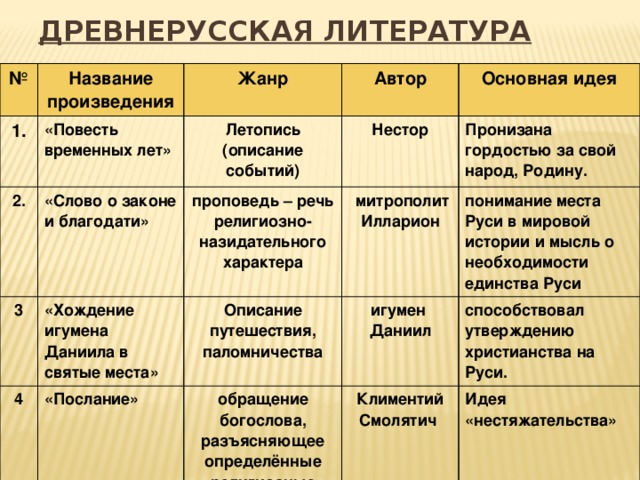 ДРЕВНЕРУССКАЯ ЛИТЕРАТУРА
№ Название произведения Жанр Автор Основная идея
1. «Повесть временных лет» Летопись (описание событий) Нестор Пронизана гордостью за свой народ, Родину.
2. «Слово о законе и благодати» проповедь – речь религиозно-назидательного характера митрополит Илларион понимание места Руси в мировой истории и мысль о необходимости единства Руси
3 «Хождение игумена Даниила в святые места» Описание путешествия, паломничества игумен Даниил способствовал утверждению христианства на Руси.
4 «Послание» обращение богослова, разъясняющее определённые Климентий Смолятич Идея «нестяжательства»